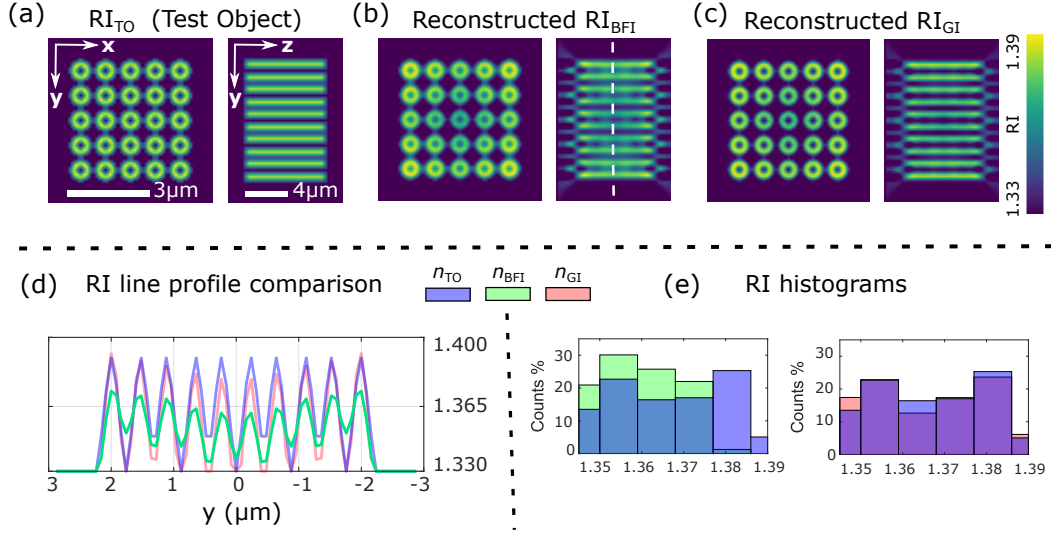 (a) RI_TO (Test Object)
x
y
z
y
3μm
4μm
(b) Reconstructed RI_BFI
(c) Reconstructed RI_GI
1.39
RI
1.33
(d) RI line profile comparison
n_TO n_BFI n_GI
1.400
1.365
1.330
3 2 1 0 -1 -2 -3
y (μm)
(e) RI histograms
Counts %
30
20
10
0
1.35 1.36 1.37 1.38 1.39
Counts %
30
20
10
0
1.35 1.36 1.37 1.38 1.39